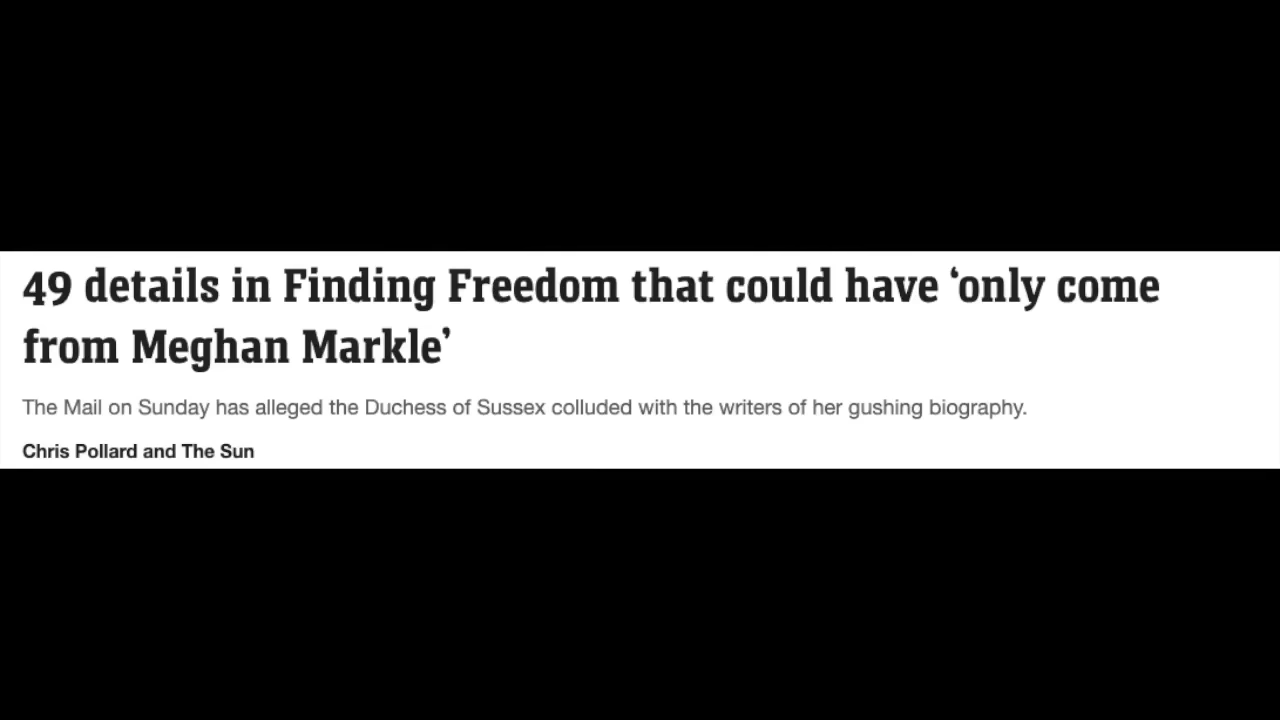 49 details in Finding Freedom that could have ‘only come
from Meghan Markle’
The Mail on Sunday has alleged the Duchess of Sussex colluded with the writers of her gushing biography.
Chris Pollard and The Sun